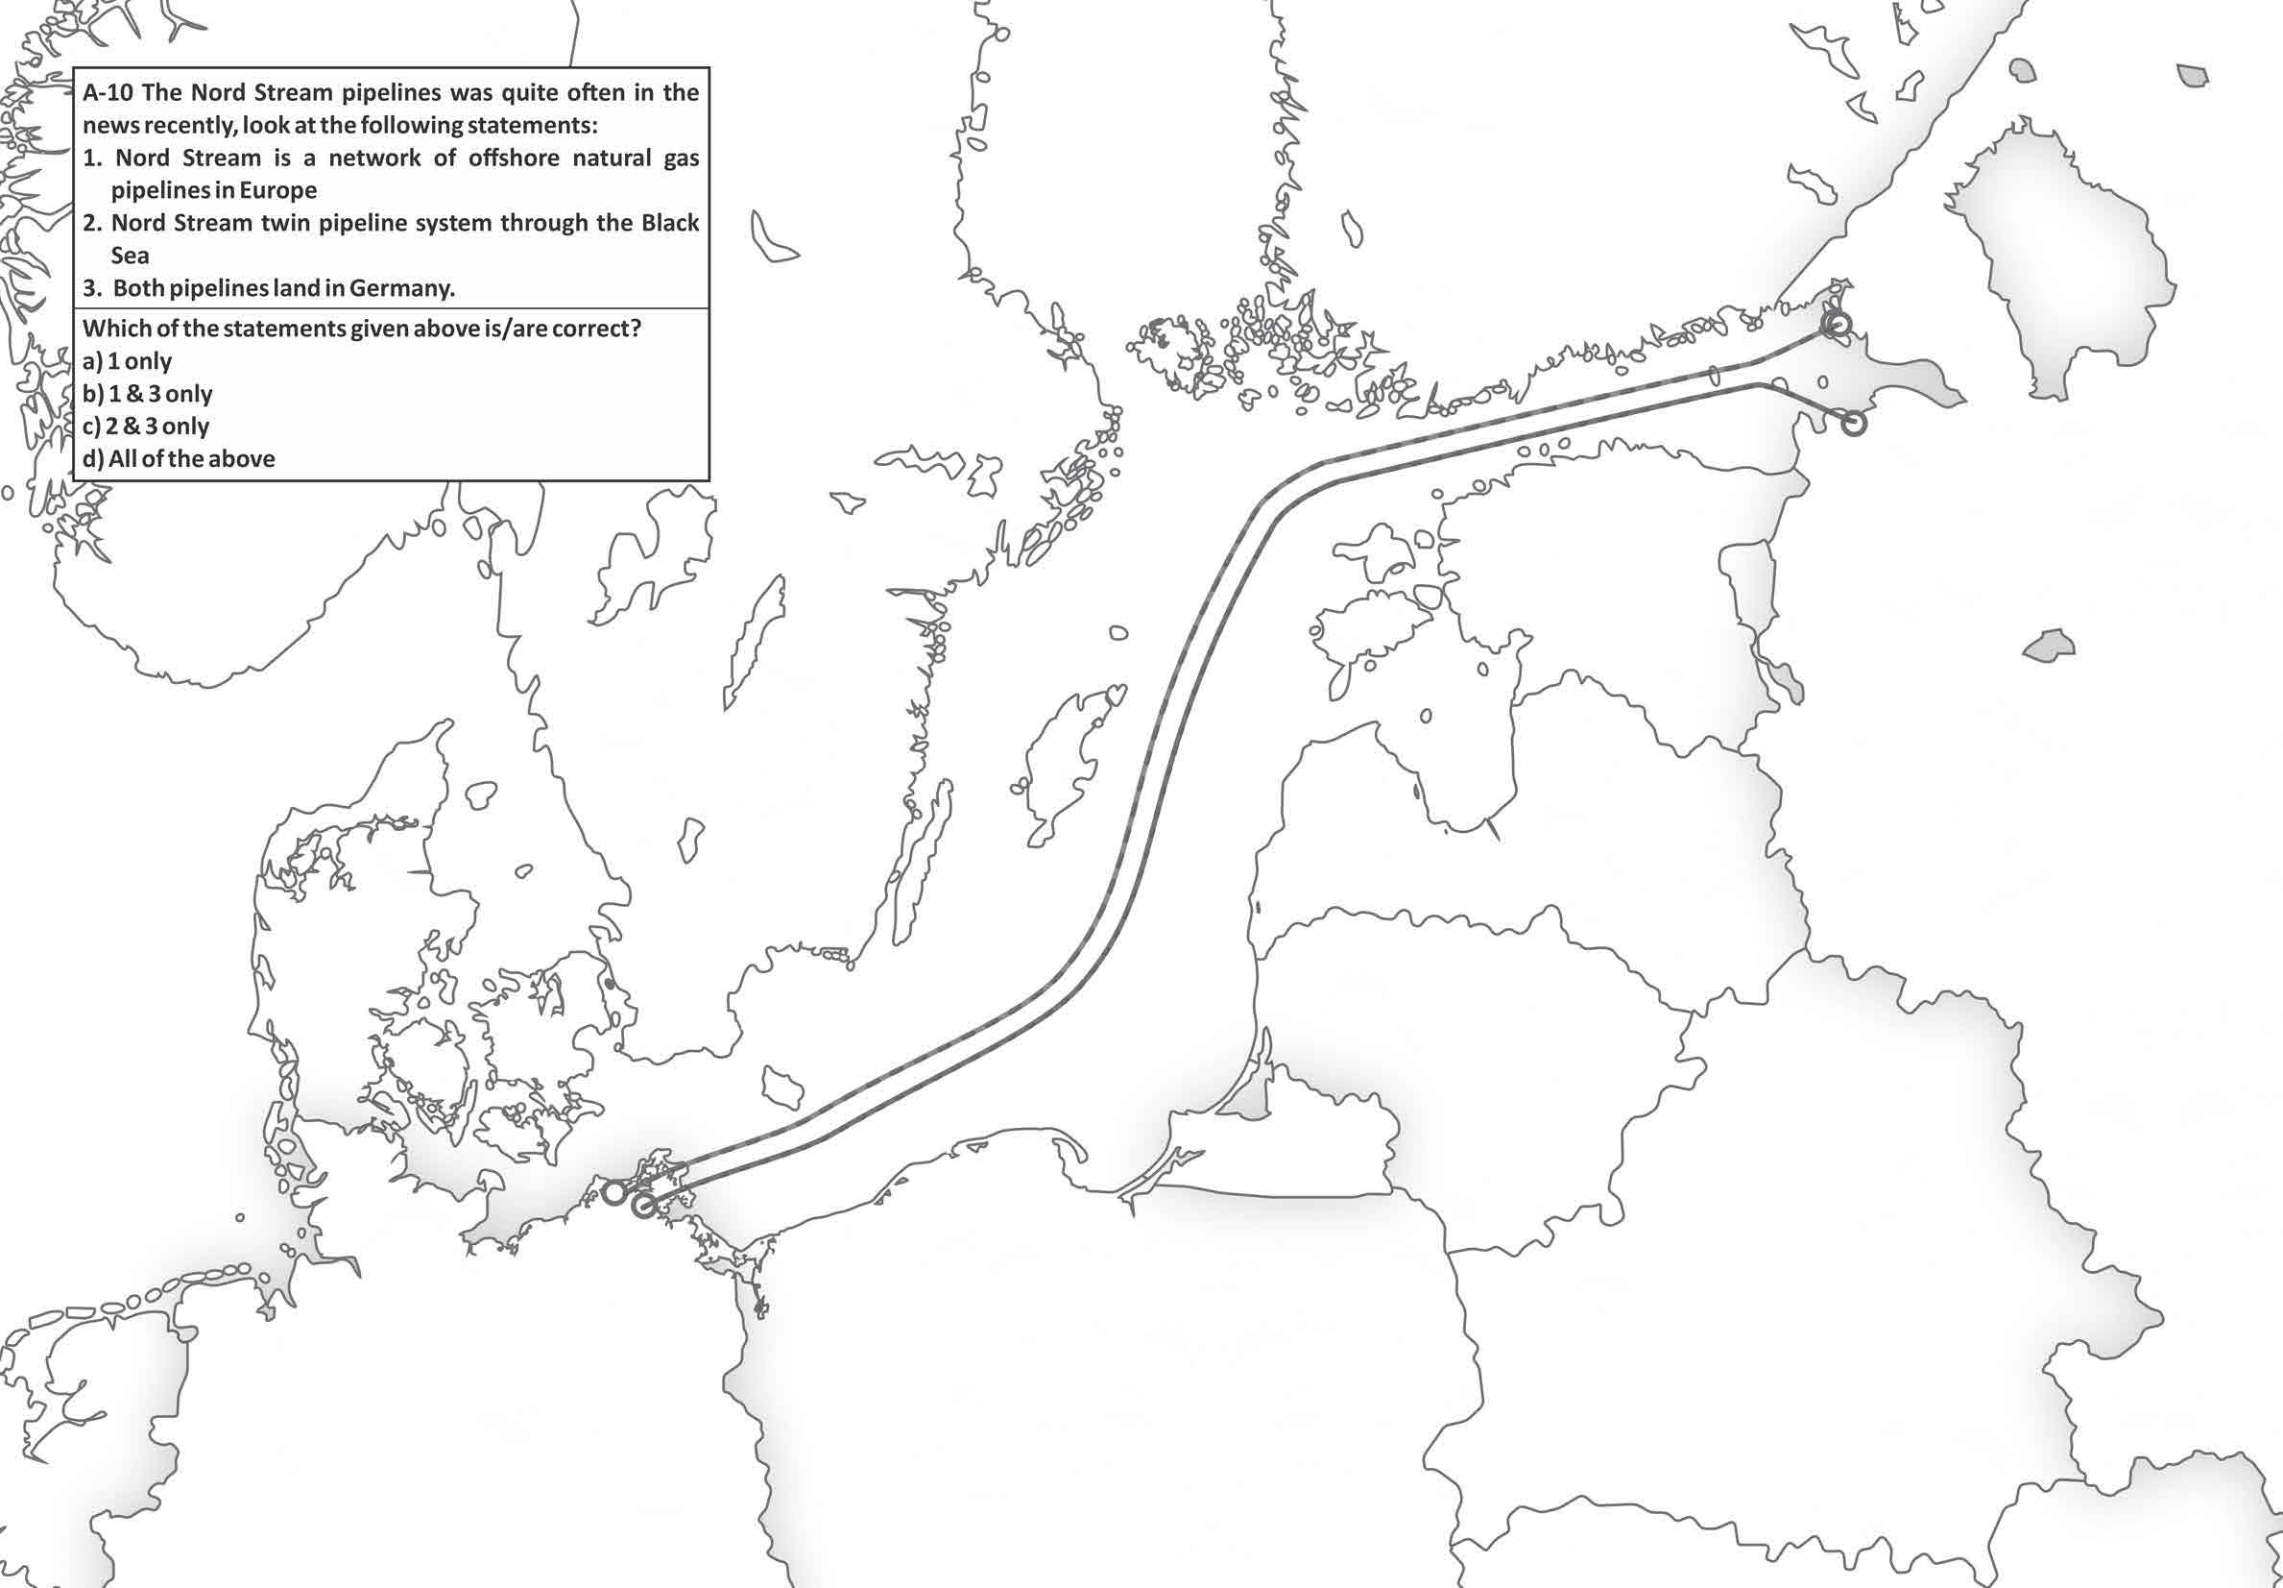 A-10 The Nord Stream pipelines was quite often in the
news recently, look at the following statements:
1. Nord Stream is a network of offshore natural gas
pipelines in Europe
2. Nord Stream twin pipeline system through the Black
Sea
3. Both pipelines land in Germany.
Which of the statements given above is/are correct?
a) 1 only
b) 1 & 3 only
c) 2 & 3 only
d) All of the above